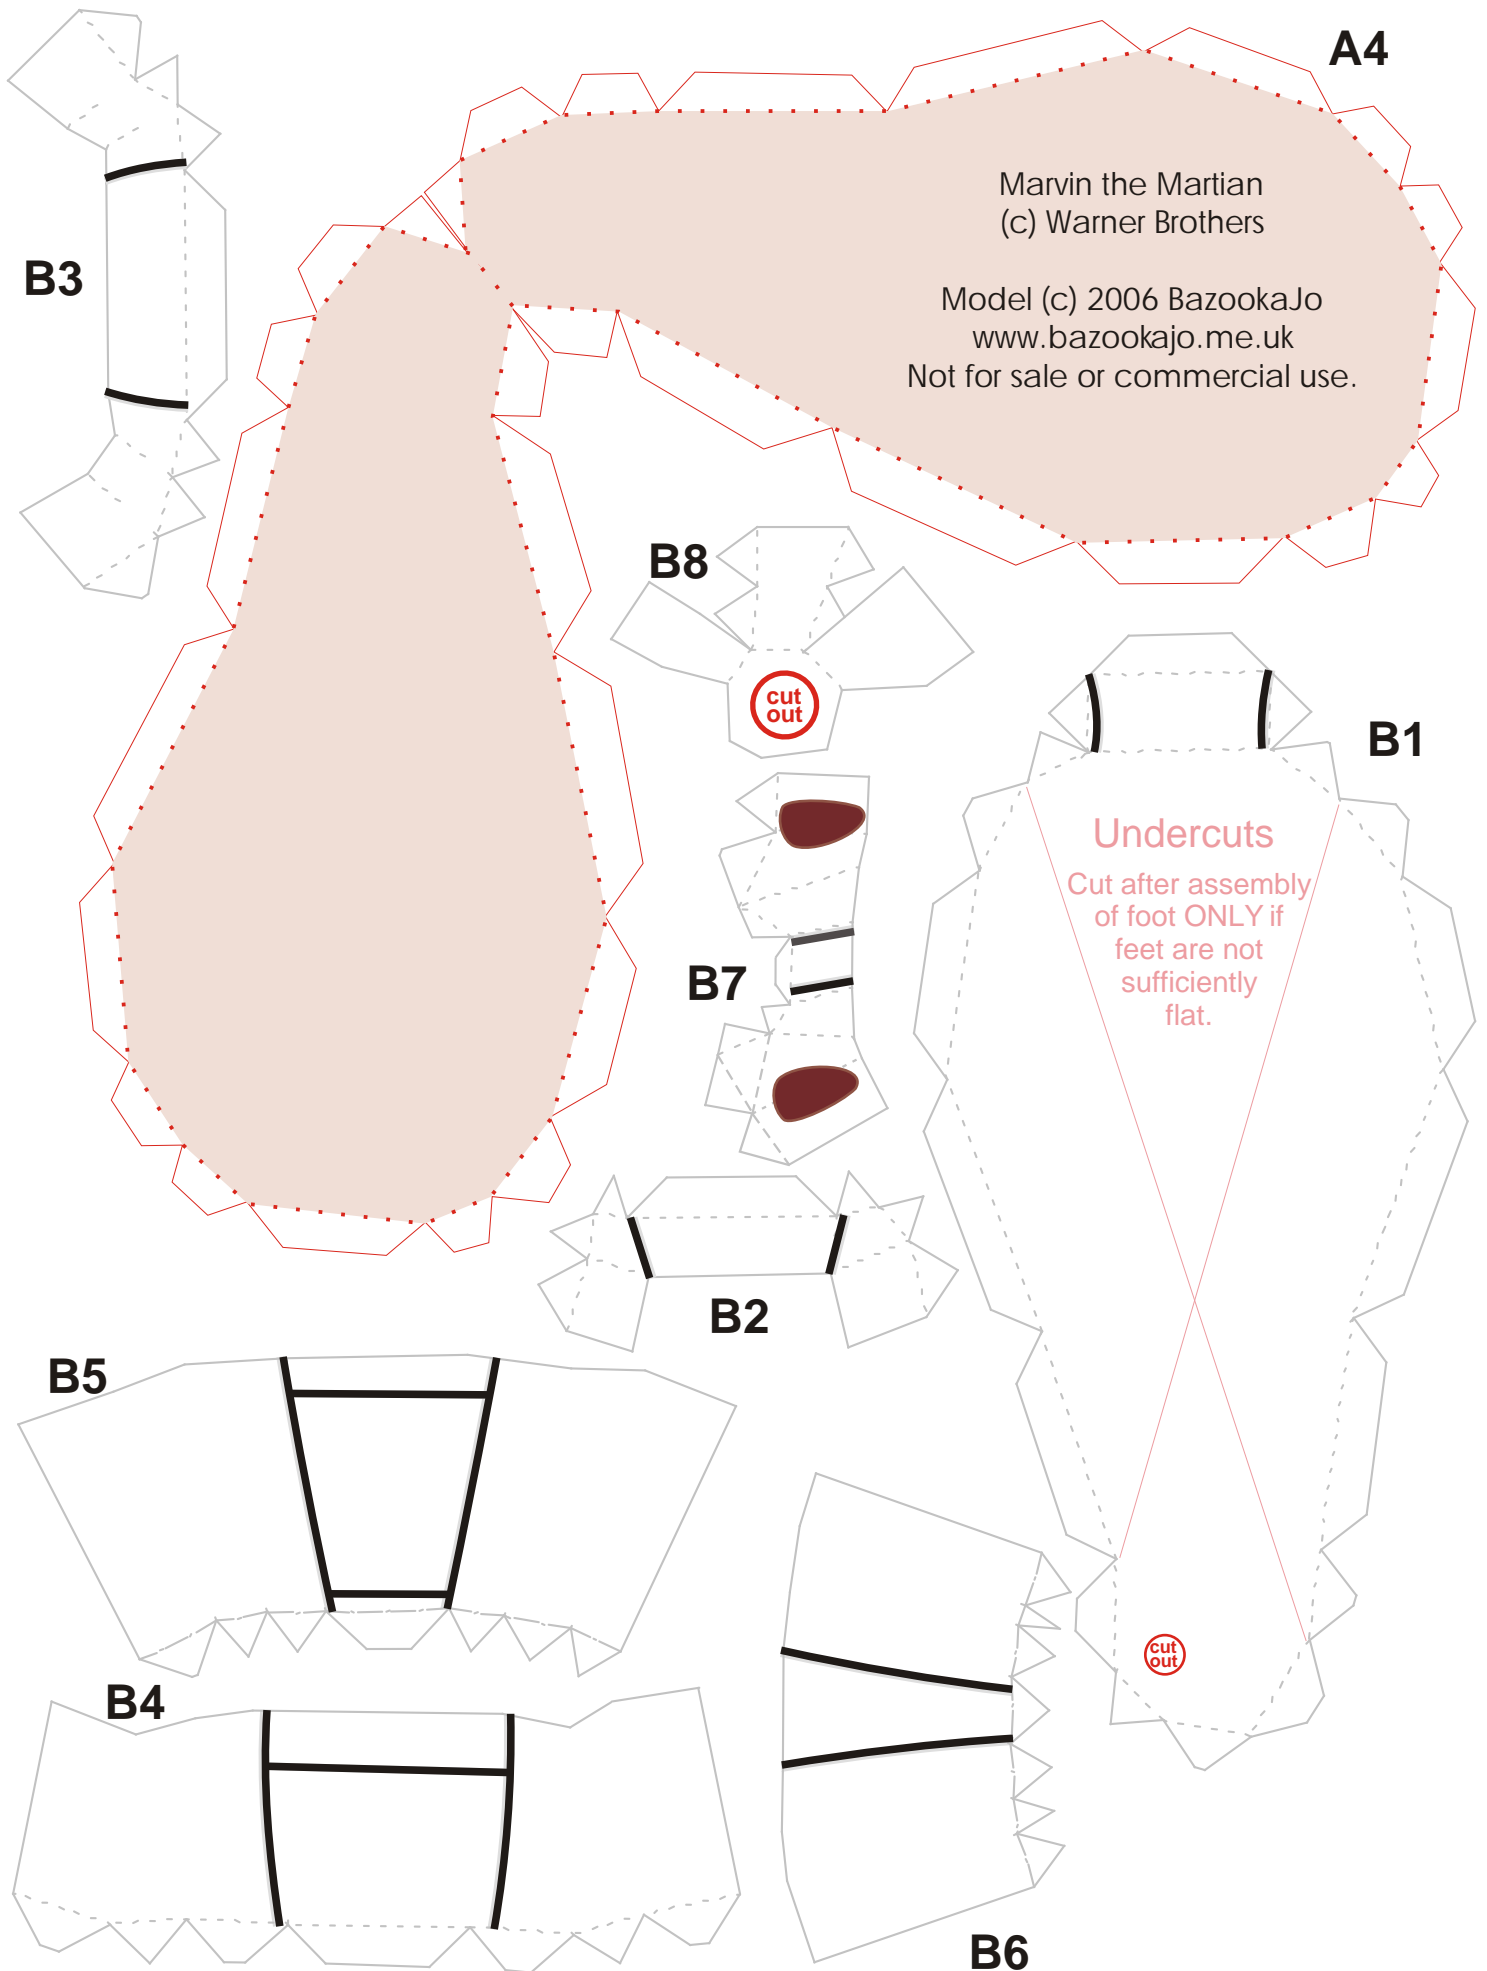 A4
Marvin the Martian
(c) Warner Brothers
Model (c) 2006 BazookaJo
www.bazookajo.me.uk
Not for sale or commercial use.
B3
B8
cut
out
B1
Undercuts
Cut after assembly
of foot ONLY if
feet are not
sufficiently
flat.
B7
B2
B5
cut
out
B4
B6